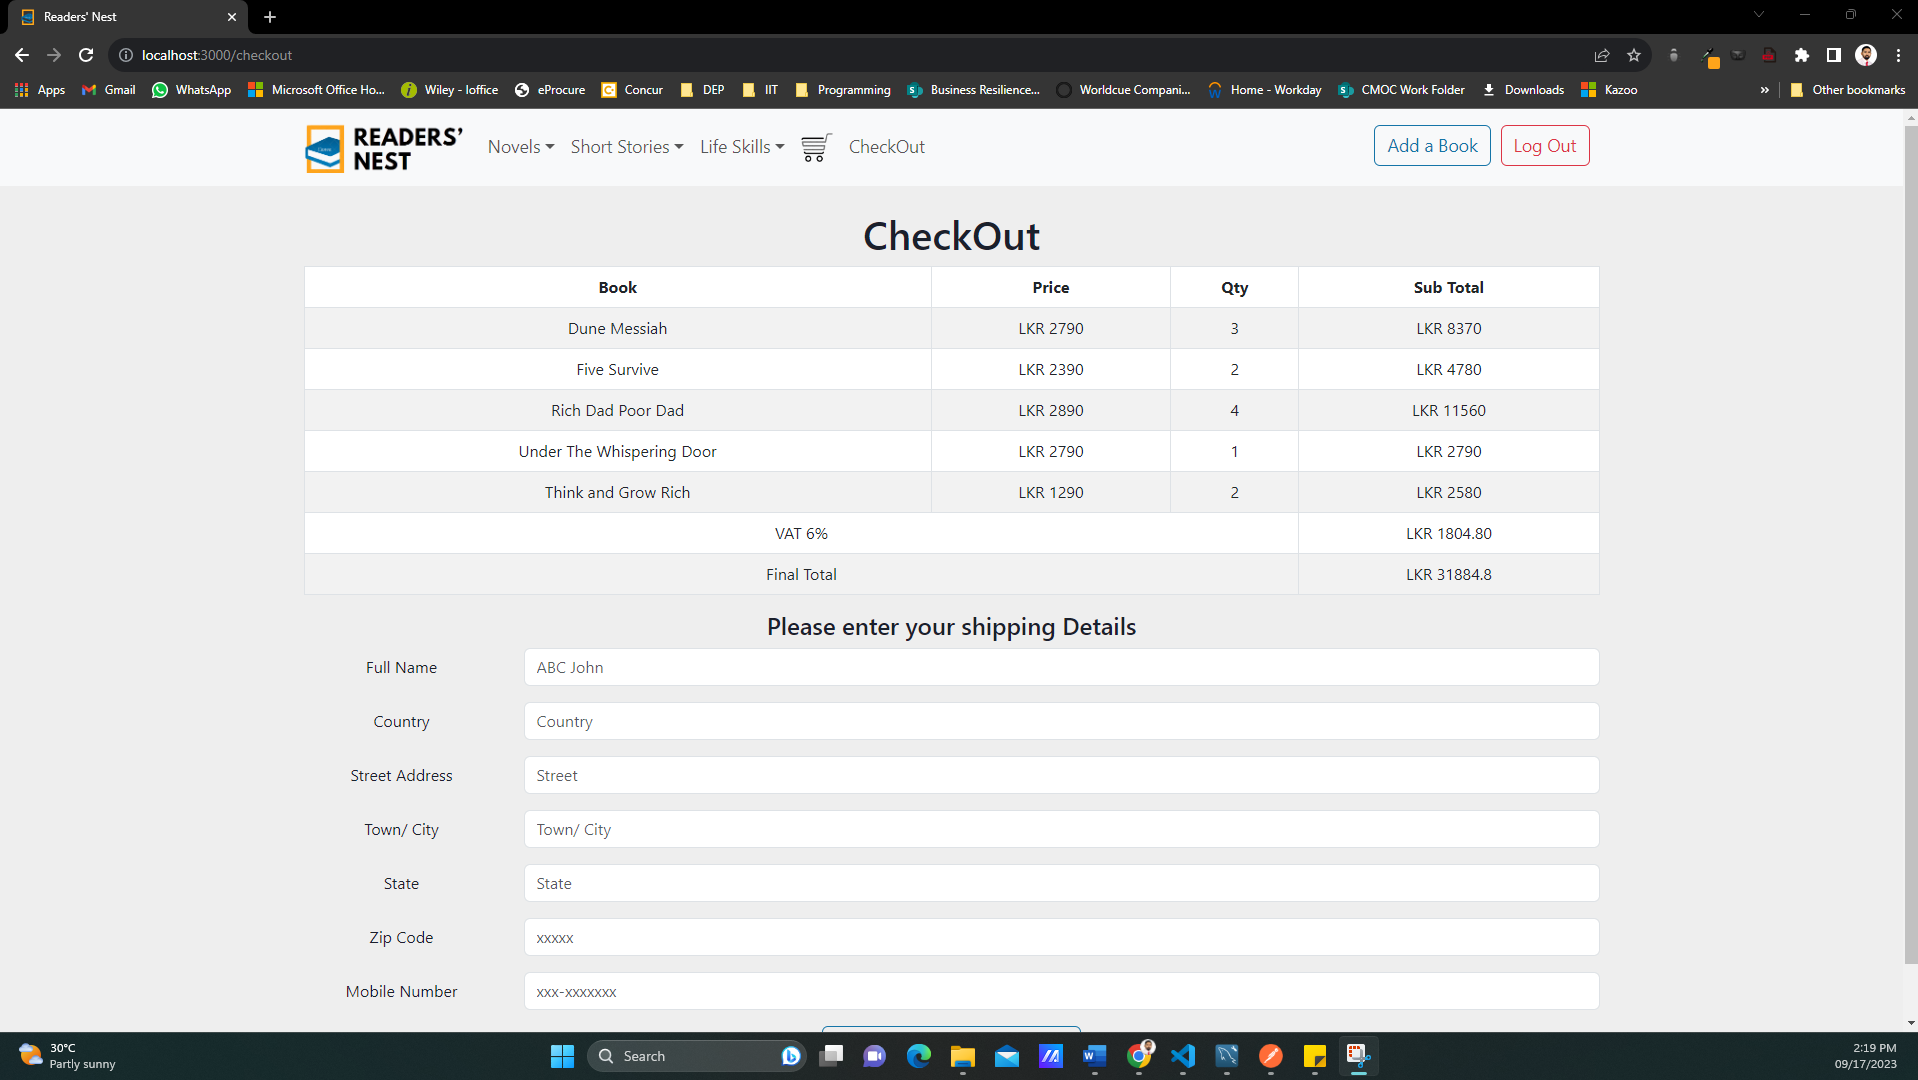 Readers' Nest
localhost:3000/checkout
Apps Gmail WhatsApp Microsoft Office Ho... Wiley - Ioffice eProcure Concur DEP IIT Programming Business Resilience... Worldcue Compani... Home - Workday CMOC Work Folder Downloads Kazoo » Other bookmarks
READERS'
NEST
Novels Short Stories Life Skills CheckOut Add a Book Log Out
CheckOut
Book Price Qty Sub Total
Dune Messiah LKR 2790 3 LKR 8370
Five Survive LKR 2390 2 LKR 4780
Rich Dad Poor Dad LKR 2890 4 LKR 11560
Under The Whispering Door LKR 2790 1 LKR 2790
Think and Grow Rich LKR 1290 2 LKR 2580
VAT 6% LKR 1804.80
Final Total LKR 31884.8
Please enter your shipping Details
Full Name ABC John
Country Country
Street Address Street
Town/ City Town/ City
State State
Zip Code xxxxx
Mobile Number xxx-xxxxxxx
30°C
Partly sunny
Search
2:19 PM
09/17/2023